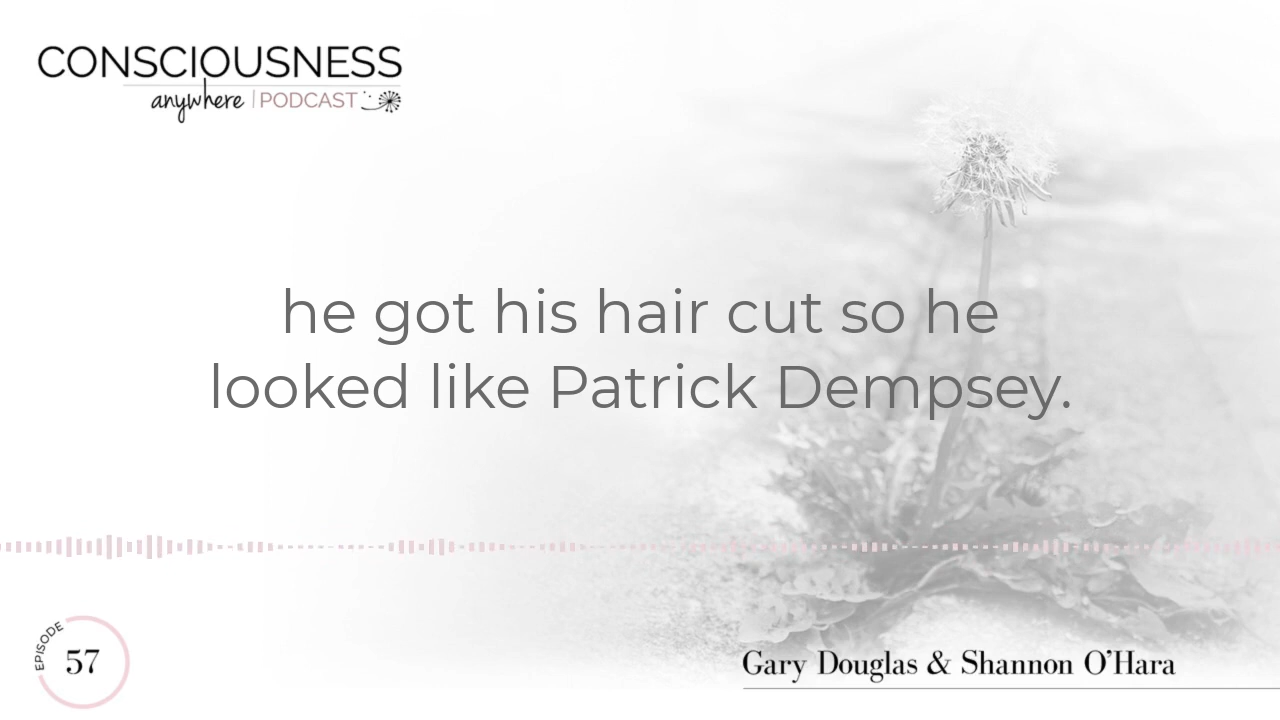 CONSCIOUSNESS
anywhere | PODCAST
he got his hair cut so he
looked like Patrick Dempsey.
EPISODE
57
Gary Douglas & Shannon O'Hara